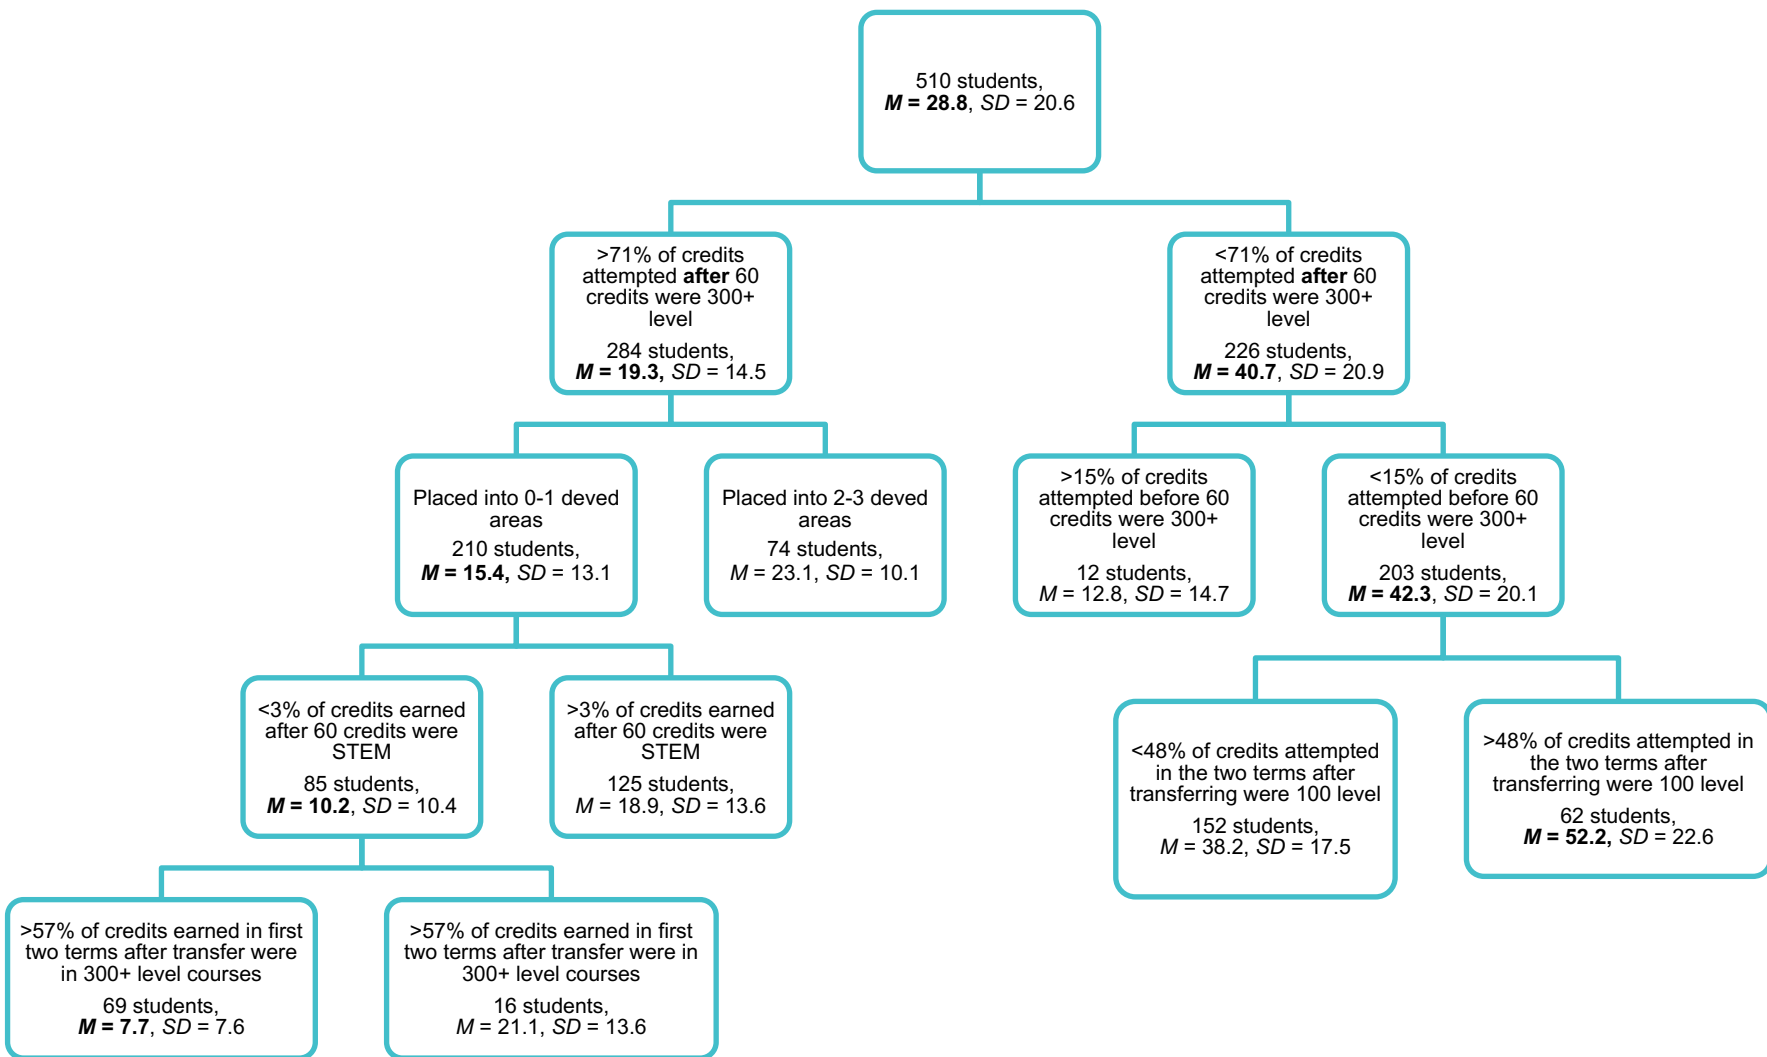 510 students,
M = 28.8, SD = 20.6
>71% of credits
attempted after 60
credits were 300+
level
284 students,
M = 19.3, SD = 14.5
<71% of credits
attempted after 60
credits were 300+
level
226 students,
M = 40.7, SD = 20.9
Placed into 0-1 deved
areas
210 students,
M = 15.4, SD = 13.1
Placed into 2-3 deved
areas
74 students,
M = 23.1, SD = 10.1
>15% of credits
attempted before 60
credits were 300+
level
12 students,
M = 12.8, SD = 14.7
<15% of credits
attempted before 60
credits were 300+
level
203 students,
M = 42.3, SD = 20.1
<3% of credits earned
after 60 credits were
STEM
85 students,
M = 10.2, SD = 10.4
>3% of credits earned
after 60 credits were
STEM
125 students,
M = 18.9, SD = 13.6
<48% of credits attempted
in the two terms after
transferring were 100 level
152 students,
M = 38.2, SD = 17.5
>48% of credits attempted in
the two terms after
transferring were 100 level
62 students,
M = 52.2, SD = 22.6
>57% of credits earned in first
two terms after transfer were
in 300+ level courses
69 students,
M = 7.7, SD = 7.6
>57% of credits earned in first
two terms after transfer were in
300+ level courses
16 students,
M = 21.1, SD = 13.6